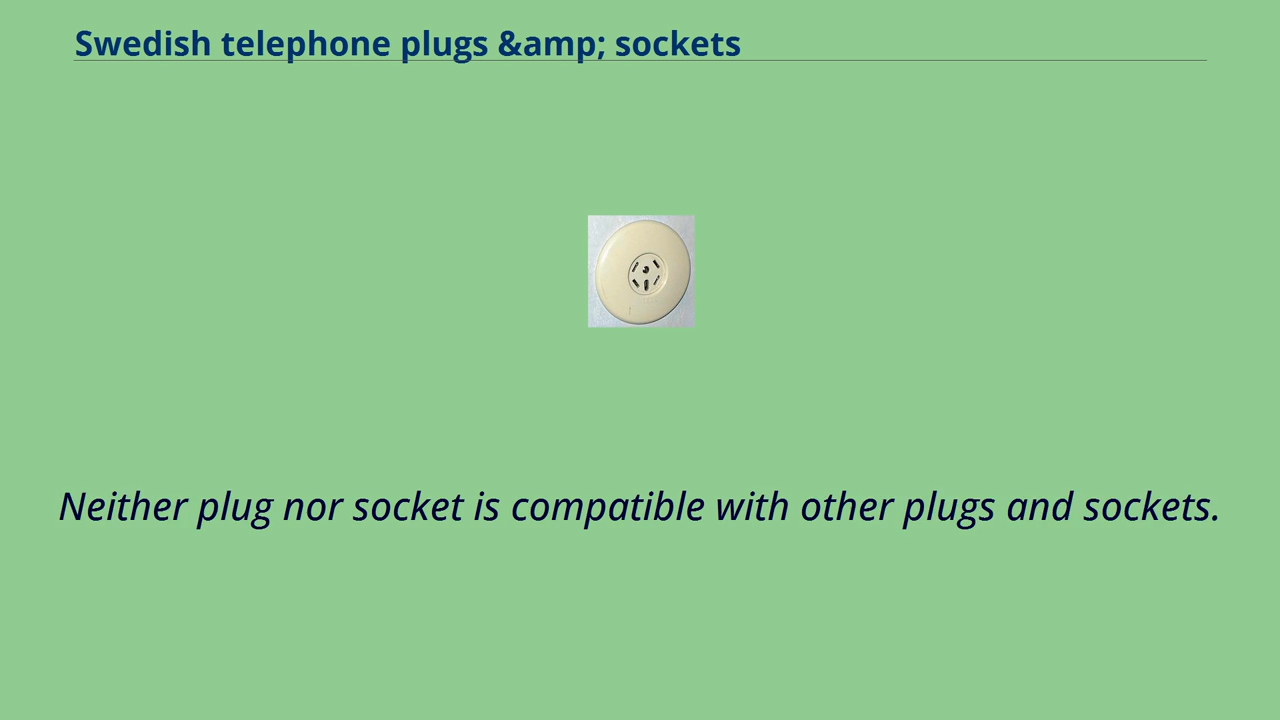 Swedish telephone plugs &amp; sockets
Neither plug nor socket is compatible with other plugs and sockets.